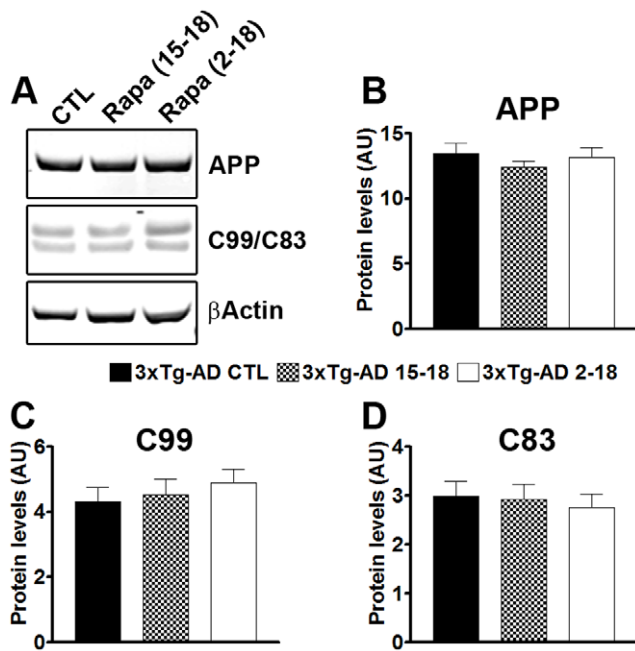 A
CTL
Rapa (15-18)
Rapa (2-18)
APP
C99/C83
βActin
B
APP
Protein levels (AU)
15
10
5
0
3xTg-AD CTL 3xTg-AD 15-18 3xTg-AD 2-18
C
C99
Protein levels (AU)
6
4
2
0
D
C83
Protein levels (AU)
4
3
2
1
0